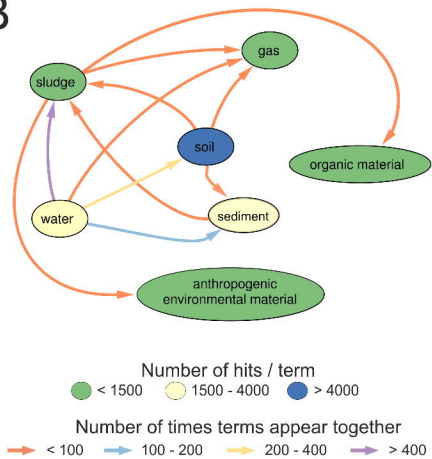 B
gas
sludge
soil
organic material
water
sediment
anthropogenic
environmental material
Number of hits / term
< 1500
1500 - 4000
> 4000
Number of times terms appear together
< 100
100 - 200
200 - 400
> 400